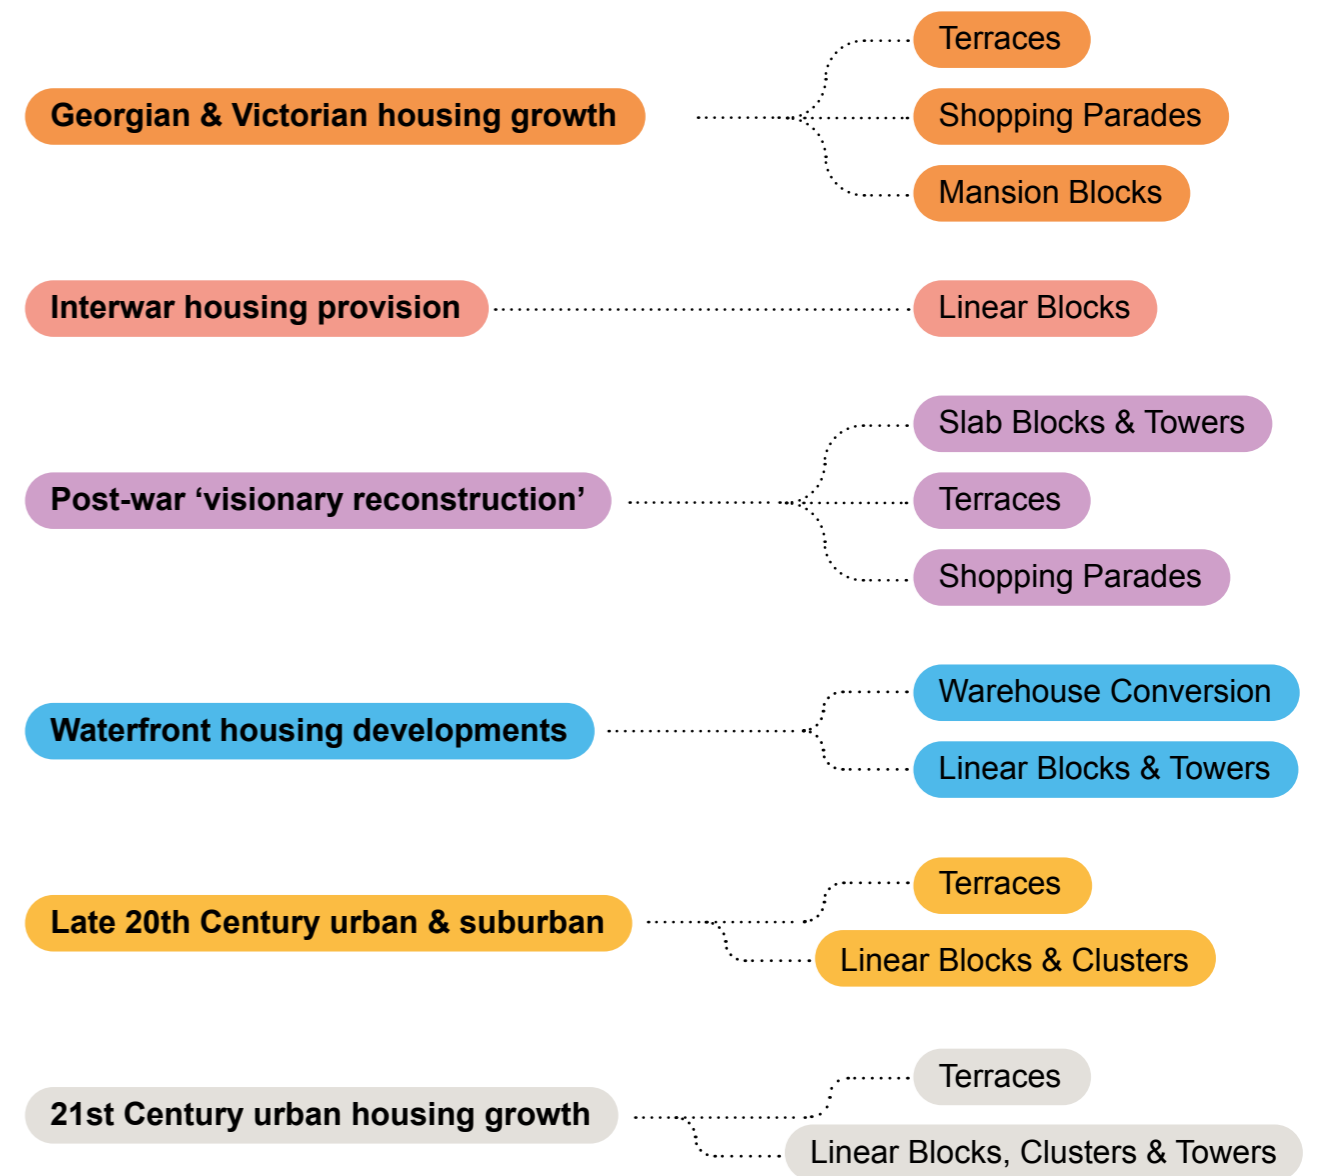 Georgian & Victorian housing growth
Terraces
Shopping Parades
Mansion Blocks
Interwar housing provision
Linear Blocks
Post-war ‘visionary reconstruction’
Slab Blocks & Towers
Terraces
Shopping Parades
Waterfront housing developments
Warehouse Conversion
Linear Blocks & Towers
Late 20th Century urban & suburban
Terraces
Linear Blocks & Clusters
21st Century urban housing growth
Terraces
Linear Blocks, Clusters & Towers